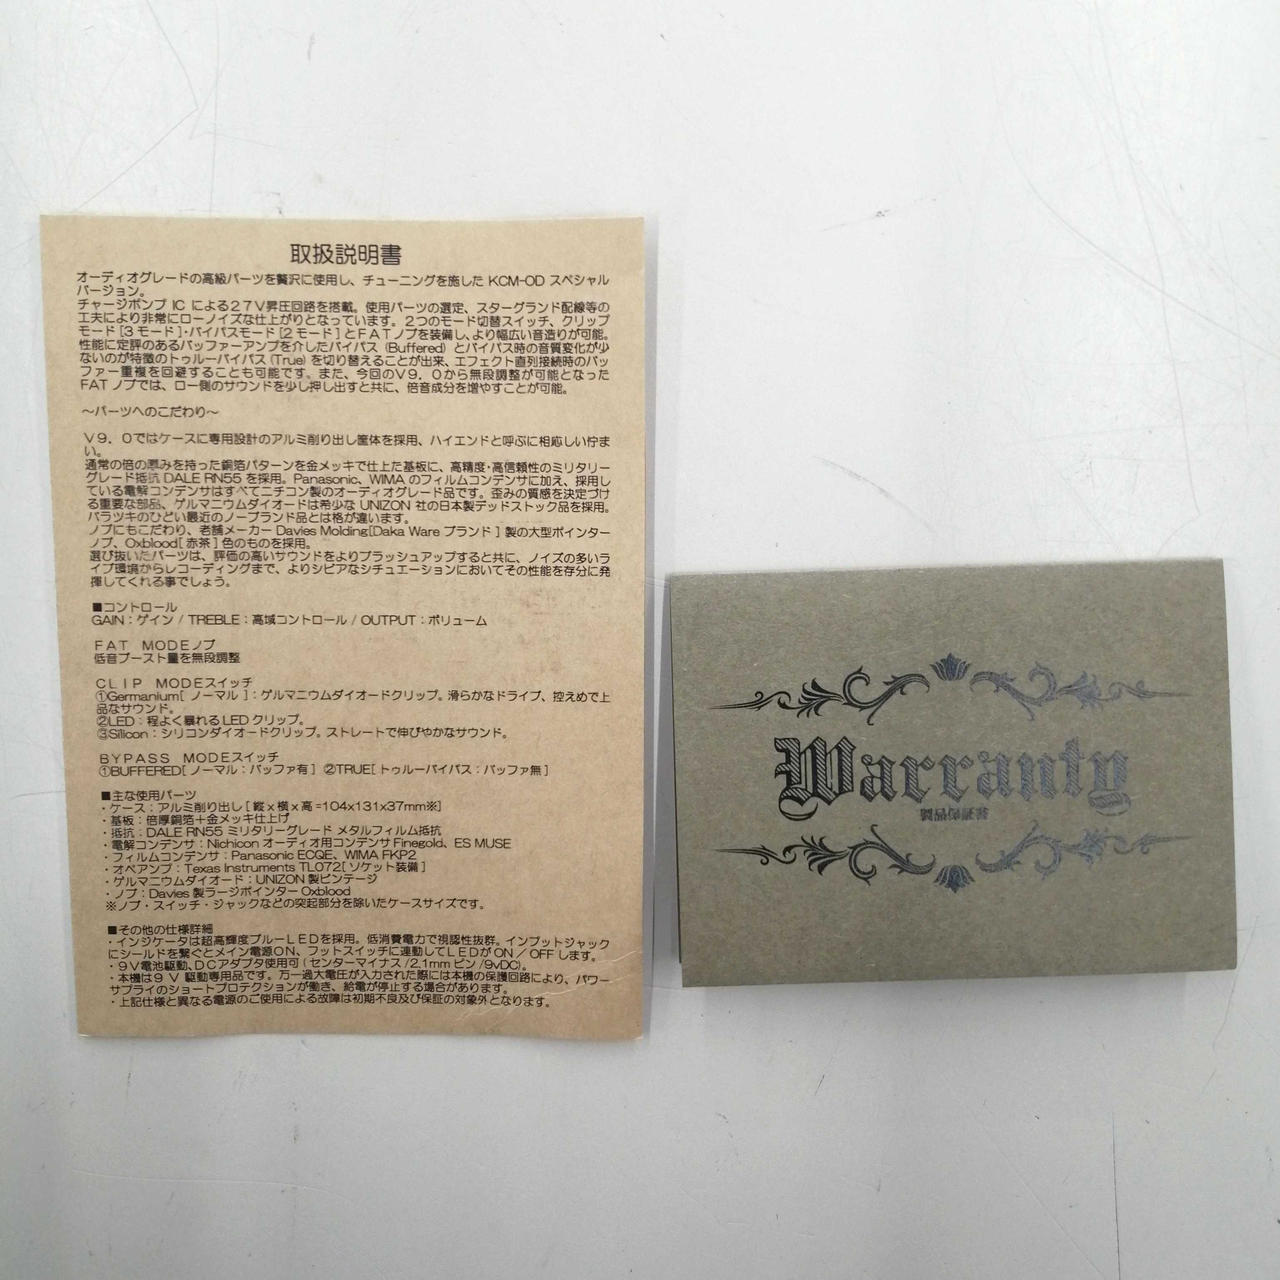 取扱説明書
オーディオグレードの高級パーツを贅沢に使用し、チューニングを施した KCM-OD スペシャル
バージョン。
チャージポンプ IC による２７Ｖ昇圧回路を搭載。使用パーツの選定、スターグランド配線等の
工夫により非常にローノイズな仕上がりとなっています。２つのモード切替スイッチ、クリップ
モード［３モード］・バイパスモード［２モード］とＦＡＴノブを装備し、より幅広い音造りが可能。
性能に定評のあるバッファーアンプを介したバイパス (Buffered) とバイパス時の音質変化が少
ないのが特徴のトゥルーバイパス (True) を切り替えることが出来、エフェクト直列接続時のバッ
ファー重複を回避することも可能です。また、今回のＶ９．０から無段調整が可能となった
ＦＡＴ ノブでは、ロー側のサウンドを少し押し出すと共に、倍音成分を増やすことが可能。
～パーツへのこだわり～
Ｖ９．０ではケースに専用設計のアルミ削り出し筐体を採用、ハイエンドと呼ぶに相応しい佇ま
い。
通常の倍の厚みを持った銅箔パターンを金メッキで仕上た基板に、高精度・高信頼性のミリタリー
グレード抵抗 DALE RN55 を採用。Panasonic、WIMA のフィルムコンデンサに加え、採用し
ている電解コンデンサはすべてニチコン製のオーディオグレード品です。歪みの質感を決定づけ
る重要な部品、ゲルマニウムダイオードは希少な UNIZON 社の日本製デッドストック品を採用。
バラツキのひどい最近のノーブランド品とは格が違います。
ノブにもこだわり、老舗メーカー Davies Molding[Daka Ware ブランド ] 製の大型ポインター
ノブ、Oxblood[ 赤茶 ] 色のものを採用。
選び抜いたパーツは、評価の高いサウンドをよりブラッシュアップすると共に、ノイズの多いラ
イブ環境からレコーディングまで、よりシビアなシチュエーションにおいてその性能を存分に発
揮してくれる事でしょう。
■コントロール
GAIN：ゲイン / TREBLE：高域コントロール / OUTPUT：ボリューム
ＦＡＴ　ＭＯＤＥノブ
低音ブースト量を無段調整
ＣＬＩＰ　ＭＯＤＥスイッチ
①Germanium[ ノーマル ]：ゲルマニウムダイオードクリップ。滑らかなドライブ、控えめで上
品なサウンド。
②LED：程よく暴れる LED クリップ。
③Silicon：シリコンダイオードクリップ。ストレートで伸びやかなサウンド。
ＢＹＰＡＳＳ　ＭＯＤＥスイッチ
①BUFFERED[ ノーマル：バッファ有 ]　②TRUE[ トゥルーバイパス：バッファ無 ]
■主な使用パーツ
・ケース：アルミ削り出し [ 縦 x 横 x 高 =104x131x37mm※]
・基板：倍厚銅箔＋金メッキ仕上げ
・抵抗：DALE RN55 ミリタリーグレード メタルフィルム抵抗
・電解コンデンサ：Nichicon オーディオ用コンデンサ Finegold、ES MUSE
・フィルムコンデンサ：Panasonic ECQE、WIMA FKP2
・オペアンプ：Texas Instruments TL072[ ソケット装備 ]
・ゲルマニウムダイオード：UNIZON 製ビンテージ
・ノブ：Davies 製ラージポインター Oxblood
※ノブ・スイッチ・ジャックなどの突起部分を除いたケースサイズです。
■その他の仕様詳細
・インジケータは超高輝度ブルーＬＥＤを採用。低消費電力で視認性抜群。インプットジャック
にシールドを繋ぐとメイン電源ＯＮ、フットスイッチに連動してＬＥＤがＯＮ／ＯＦＦします。
・９Ｖ電池駆動、ＤＣアダプタ使用可 ( センターマイナス /2.1mm ピン /9vDC)。
・本機は９ Ｖ 駆動専用品です。万一過大電圧が入力された際には本機の保護回路により、パワー
サプライのショートプロテクションが働き、給電が停止する場合があります。
・上記仕様と異なる電源のご使用による故障は初期不良及び保証の対象外となります。
Warranty